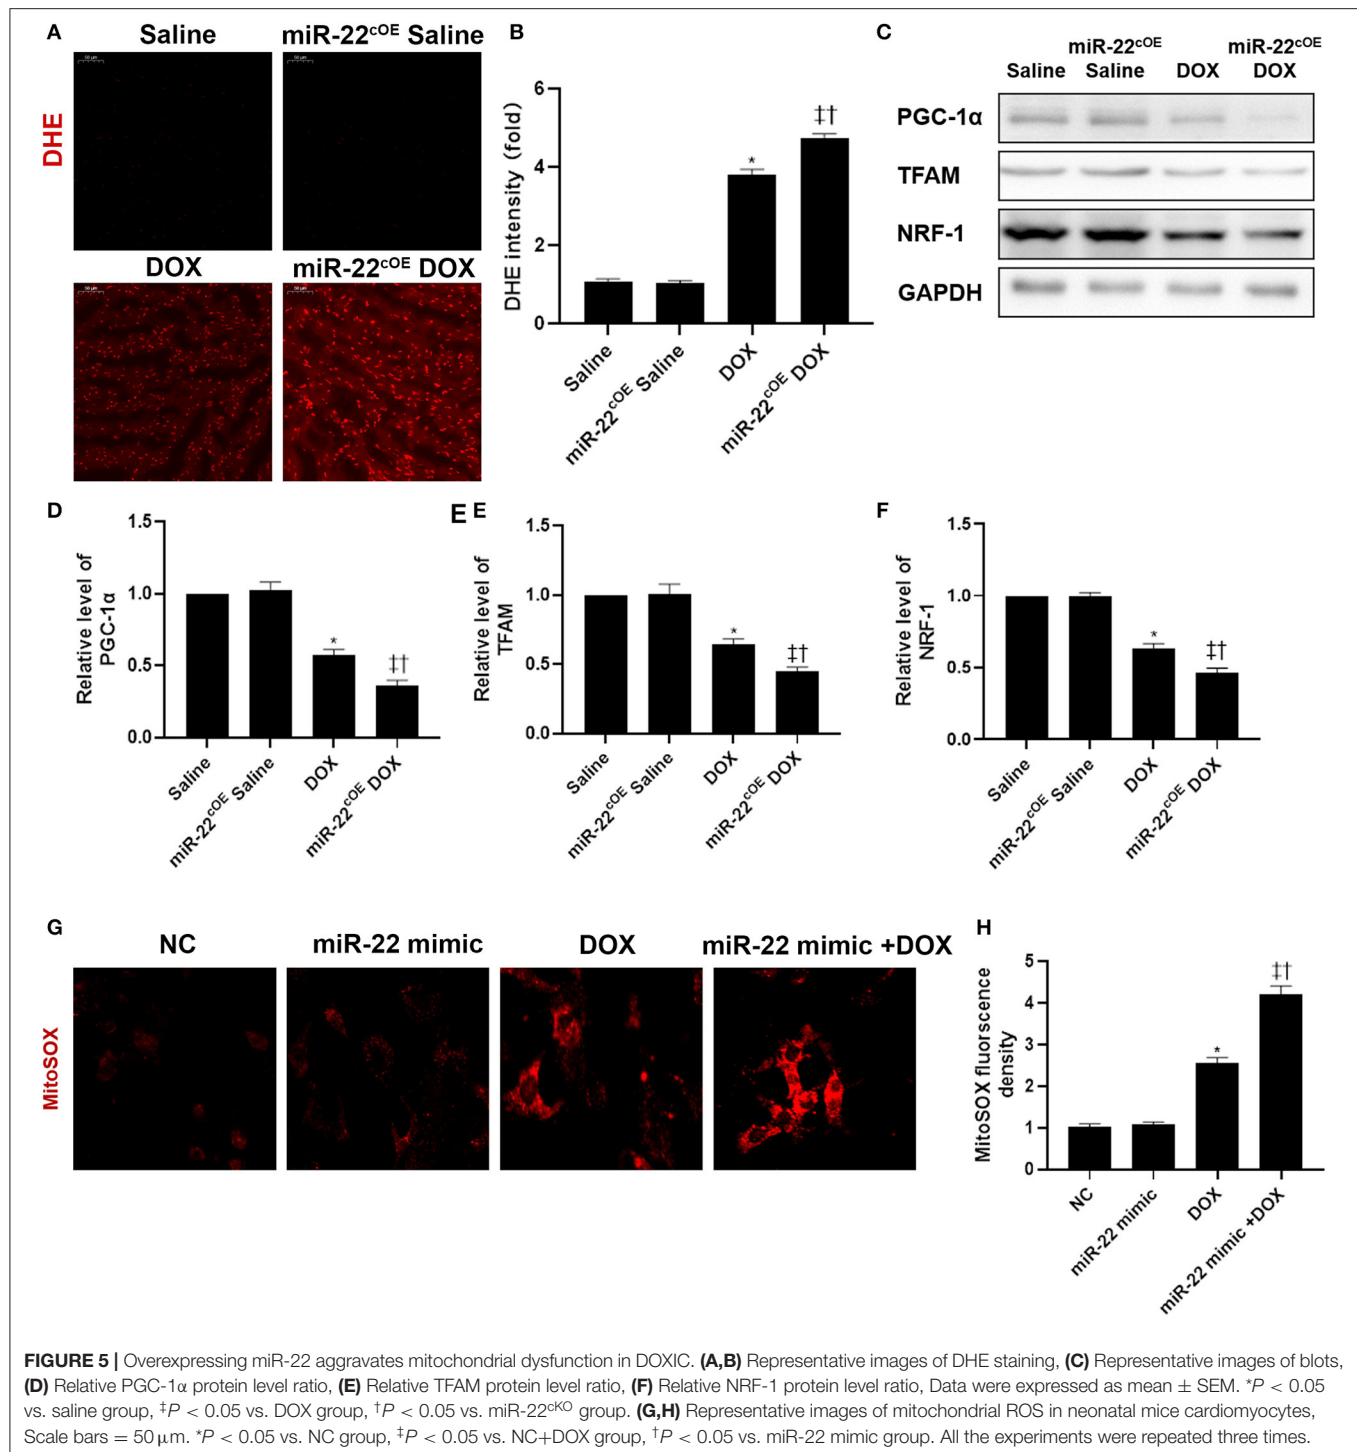 A
Saline
miR-22cOE Saline
50 μm
DHE
DOX
miR-22cOE DOX
50 μm
50 μm
B
DHE intensity (fold)
6
4
2
0
*
‡†
Saline
miR-22cOE Saline
DOX
miR-22cOE DOX
C
miR-22cOE miR-22cOE
Saline Saline DOX DOX
PGC-1α
TFAM
NRF-1
GAPDH
D
Relative level of
PGC-1α
1.5
1.0
0.5
0.0
*
‡†
Saline
miR-22cOE Saline
DOX
miR-22cOE DOX
E E
Relative level of
TFAM
1.5
1.0
0.5
0.0
*
‡†
Saline
miR-22cOE Saline
DOX
miR-22cOE DOX
F
Relative level of
NRF-1
1.5
1.0
0.5
0.0
*
‡†
Saline
miR-22cOE Saline
DOX
miR-22cOE DOX
G
NC miR-22 mimic DOX miR-22 mimic +DOX
MitoSOX
H
MitoSOX fluorescence
density
5
4
3
2
1
0
*
‡†
NC
miR-22 mimic
DOX
miR-22 mimic +DOX
FIGURE 5 | Overexpressing miR-22 aggravates mitochondrial dysfunction in DOXIC. (A,B) Representative images of DHE staining, (C) Representative images of blots,
(D) Relative PGC-1α protein level ratio, (E) Relative TFAM protein level ratio, (F) Relative NRF-1 protein level ratio, Data were expressed as mean ± SEM. *P < 0.05
vs. saline group, ‡P < 0.05 vs. DOX group, †P < 0.05 vs. miR-22cKO group. (G,H) Representative images of mitochondrial ROS in neonatal mice cardiomyocytes,
Scale bars = 50 μm. *P < 0.05 vs. NC group, ‡P < 0.05 vs. NC+DOX group, †P < 0.05 vs. miR-22 mimic group. All the experiments were repeated three times.